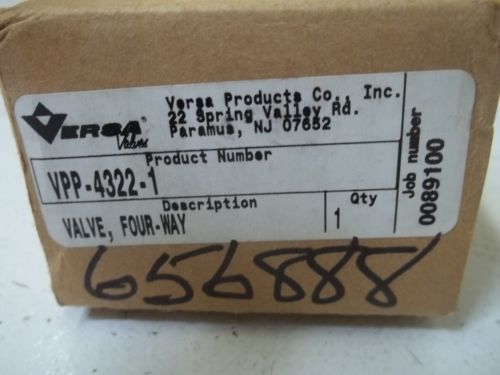 VERSA
Valves
Versa Products Co., Inc.
22 Spring Valley Rd.
Paramus, NJ 07652
Product Number
VPP-4322-1
Description
VALVE, FOUR-WAY
Qty
1
Job number
0089100
656888